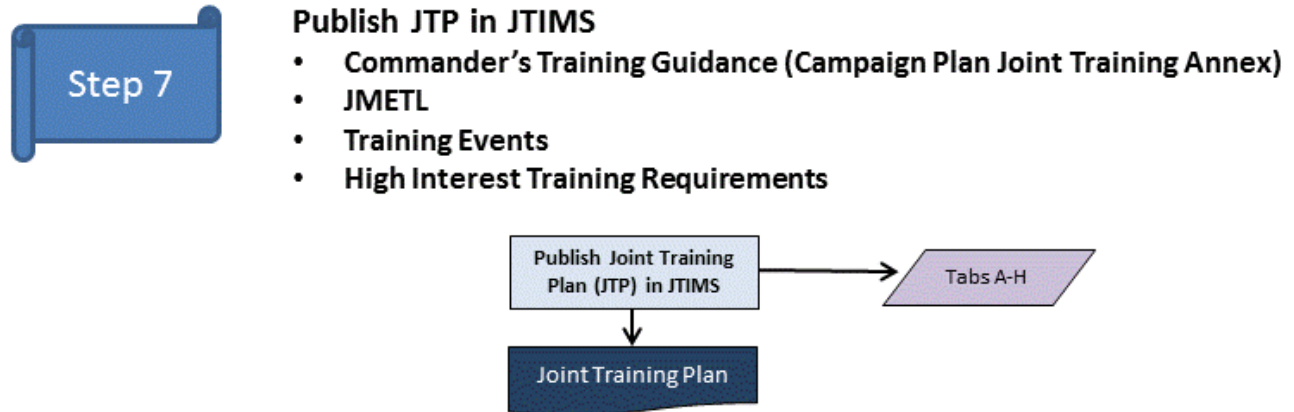 Step 7
Publish JTP in JTIMS
• Commander's Training Guidance (Campaign Plan Joint Training Annex)
• JMETL
• Training Events
• High Interest Training Requirements
Publish Joint Training
Plan (JTP) in JTIMS
Tabs A-H
Joint Training Plan